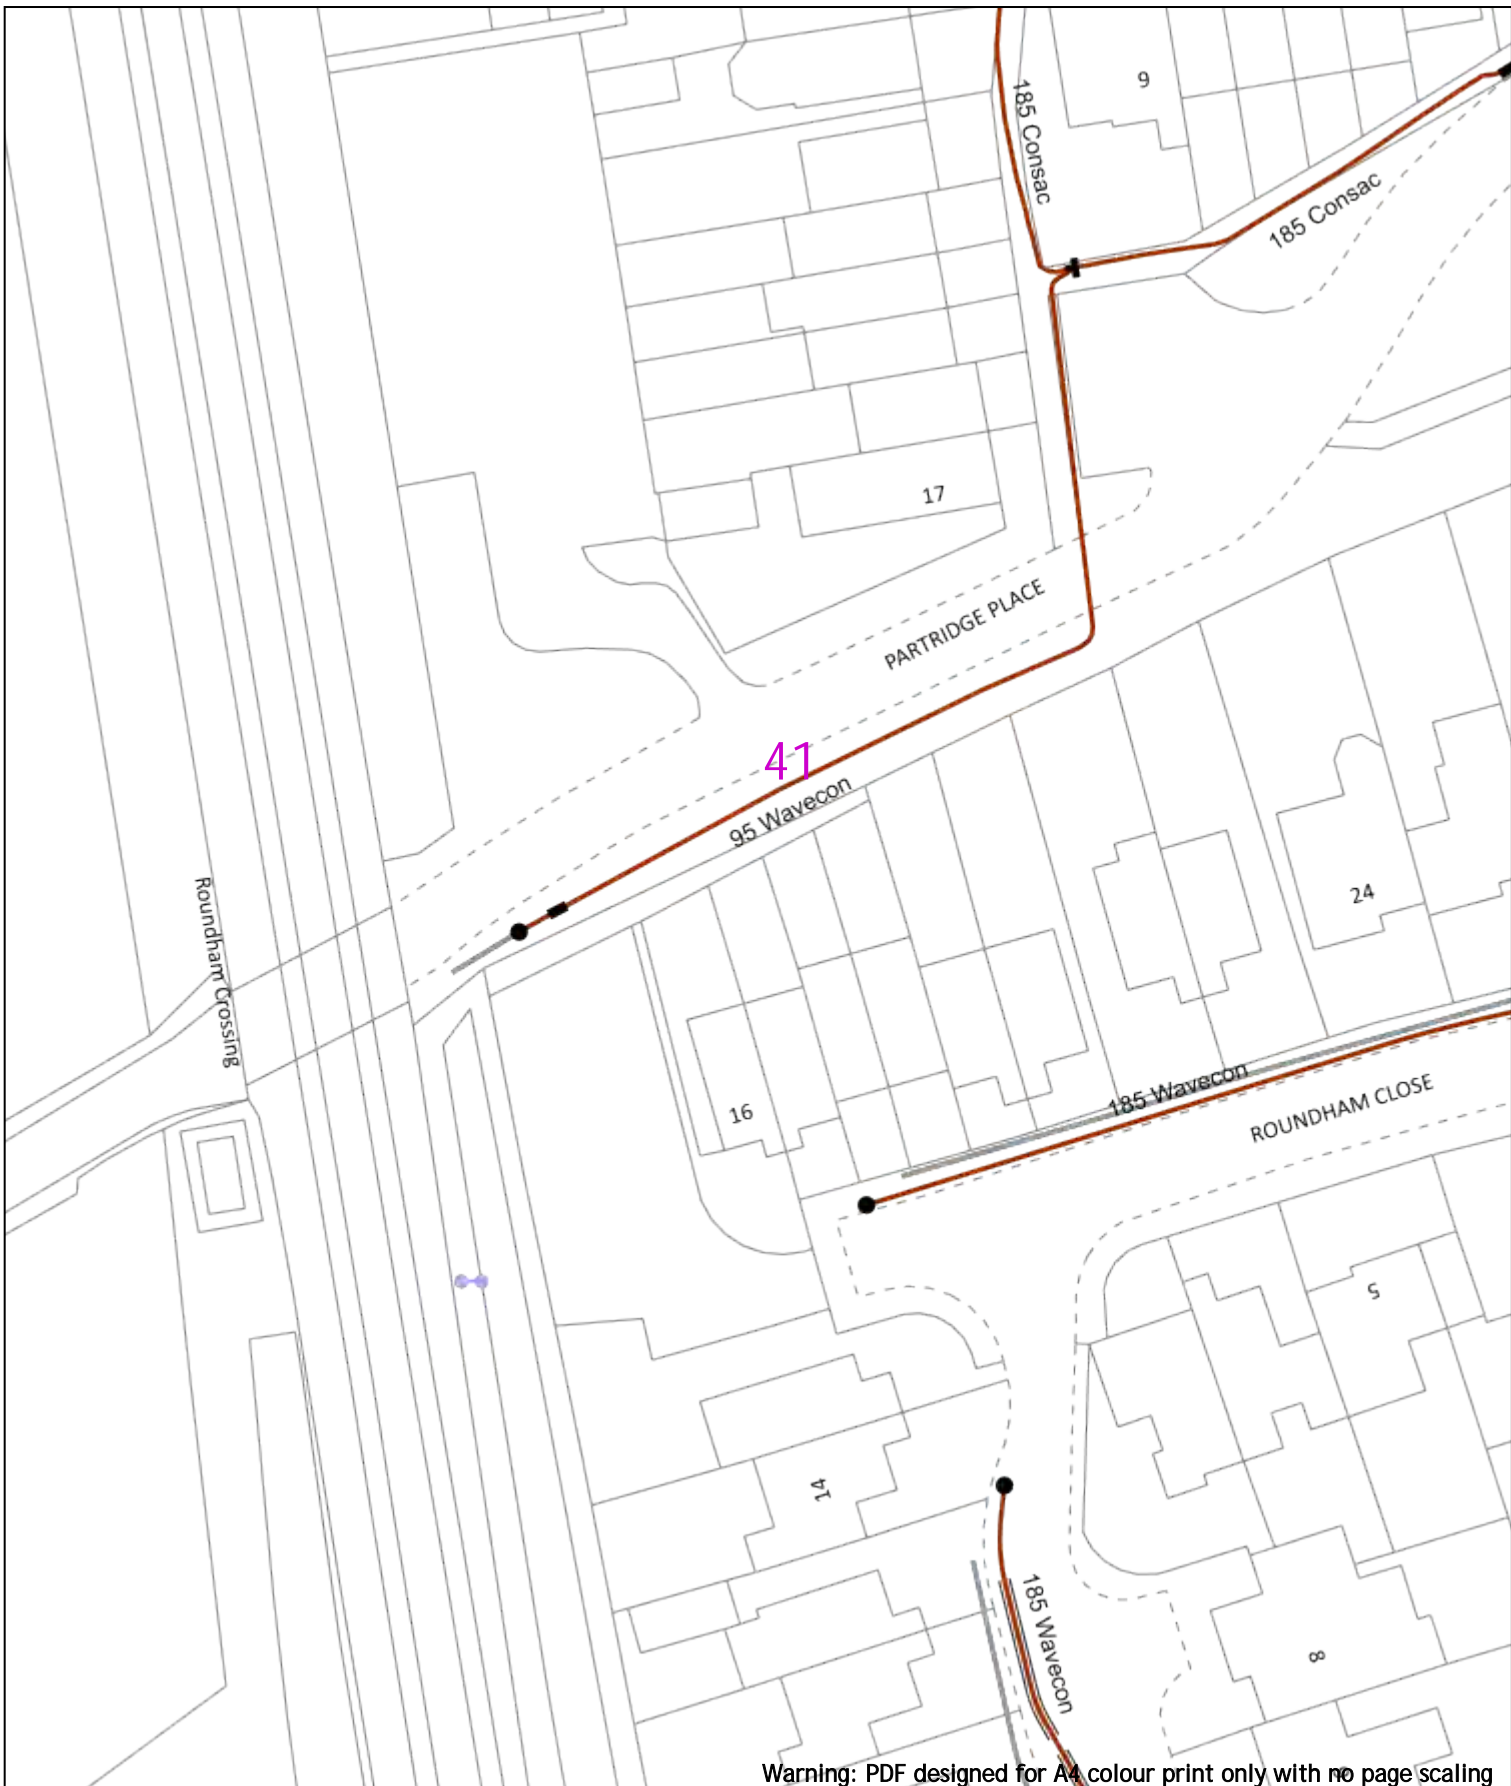 185 Consac
9
185 Consac
17
PARTRIDGE PLACE
41
95 Wavecon
24
Roundham Crossing
185 Wavecon
ROUNDHAM CLOSE
16
5
14
185 Wavecon
8
Warning: PDF designed for A4 colour print only with no page scaling